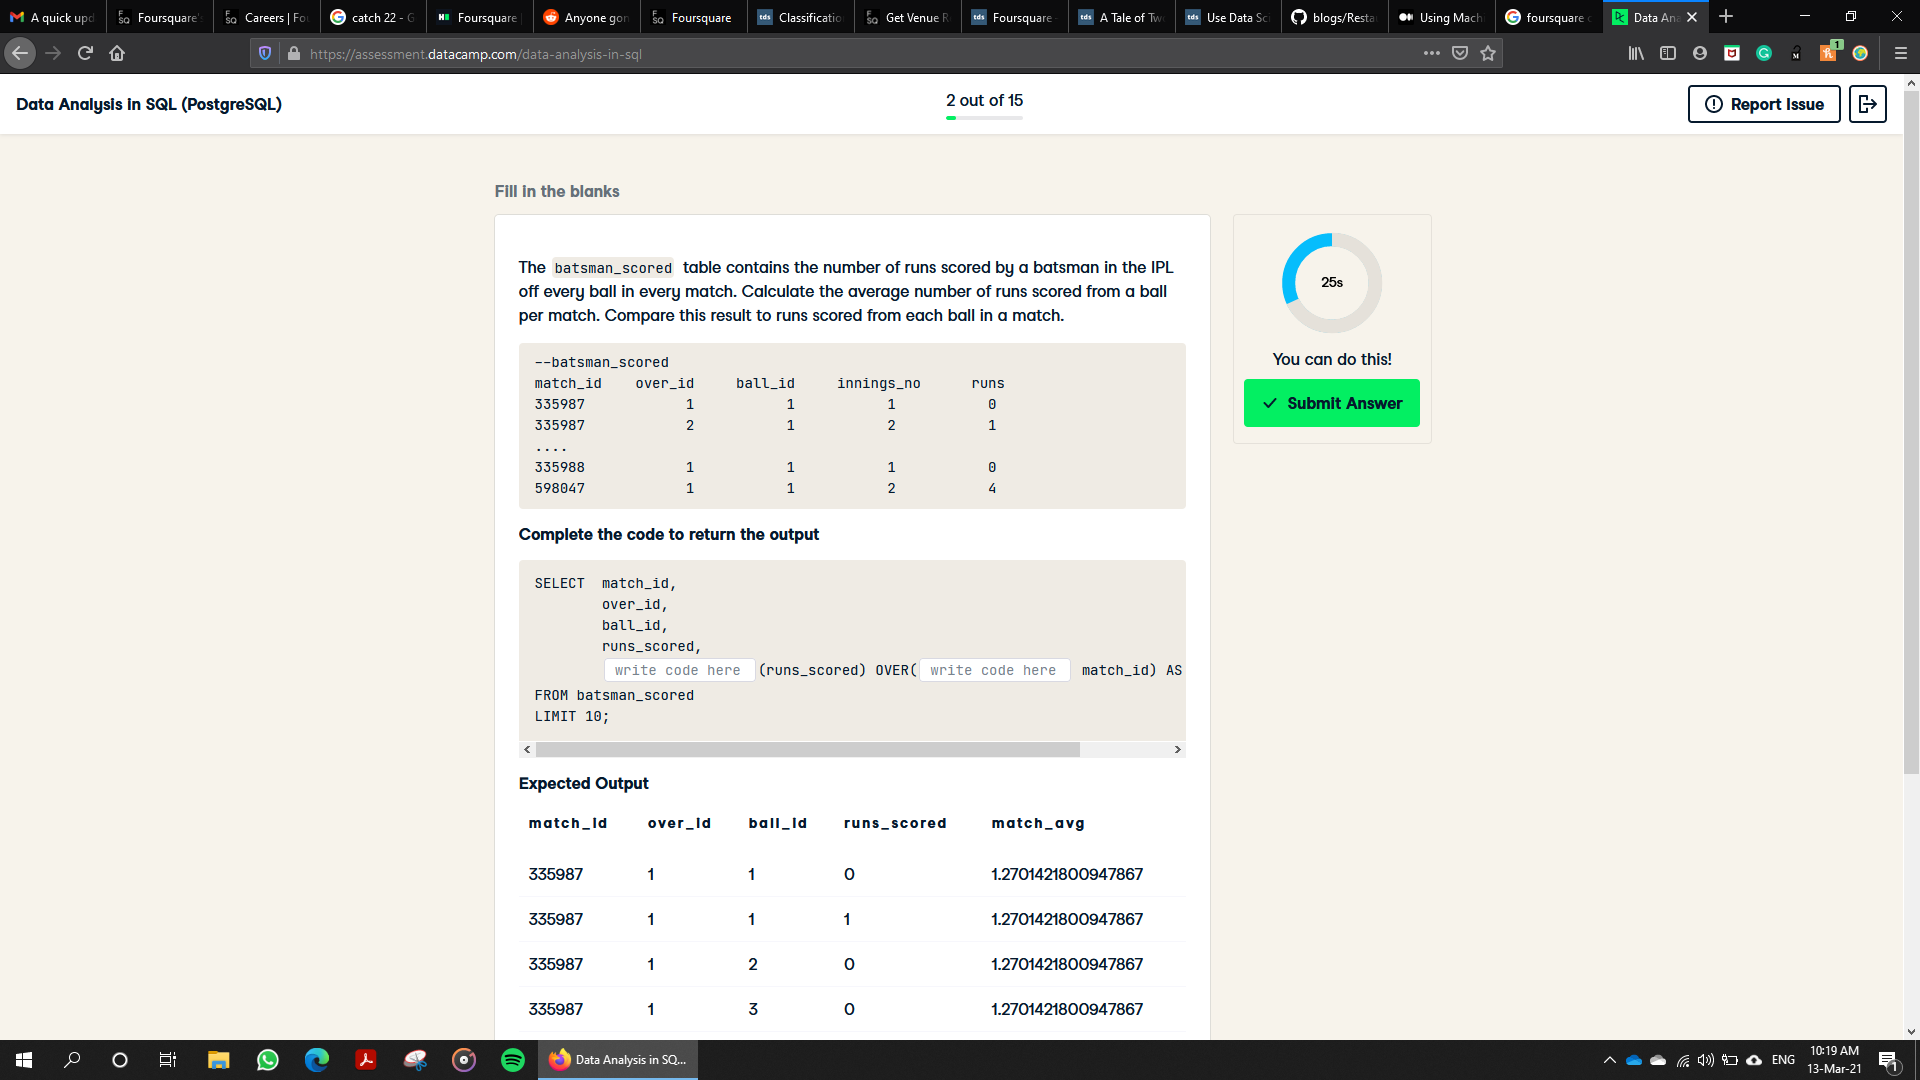 A quick upd
Foursquare's
Careers | Fo
catch 22 - G
Foursquare |
Anyone gon
Foursquare
Classificatio
Get Venue R
Foursquare -
A Tale of Tw
Use Data Sc
blogs/Resta
Using Mach
foursquare c
Data Ana
https://assessment.datacamp.com/data-analysis-in-sql
Data Analysis in SQL (PostgreSQL)
2 out of 15
Report Issue
Fill in the blanks
The batsman_scored table contains the number of runs scored by a batsman in the IPL
off every ball in every match. Calculate the average number of runs scored from a ball
per match. Compare this result to runs scored from each ball in a match.
25s
You can do this!
Submit Answer
--batsman_scored
match_id over_id ball_id innings_no runs
335987 1 1 1 0
335987 2 1 2 1
....
335988 1 1 1 0
598047 1 1 2 4
Complete the code to return the output
SELECT match_id,
over_id,
ball_id,
runs_scored,
write code here (runs_scored) OVER( write code here match_id) AS
FROM batsman_scored
LIMIT 10;
Expected Output
match_id over_id ball_id runs_scored match_avg
335987 1 1 0 1.2701421800947867
335987 1 1 1 1.2701421800947867
335987 1 2 0 1.2701421800947867
335987 1 3 0 1.2701421800947867
Data Analysis in SQ...
ENG
10:19 AM
13-Mar-21
1